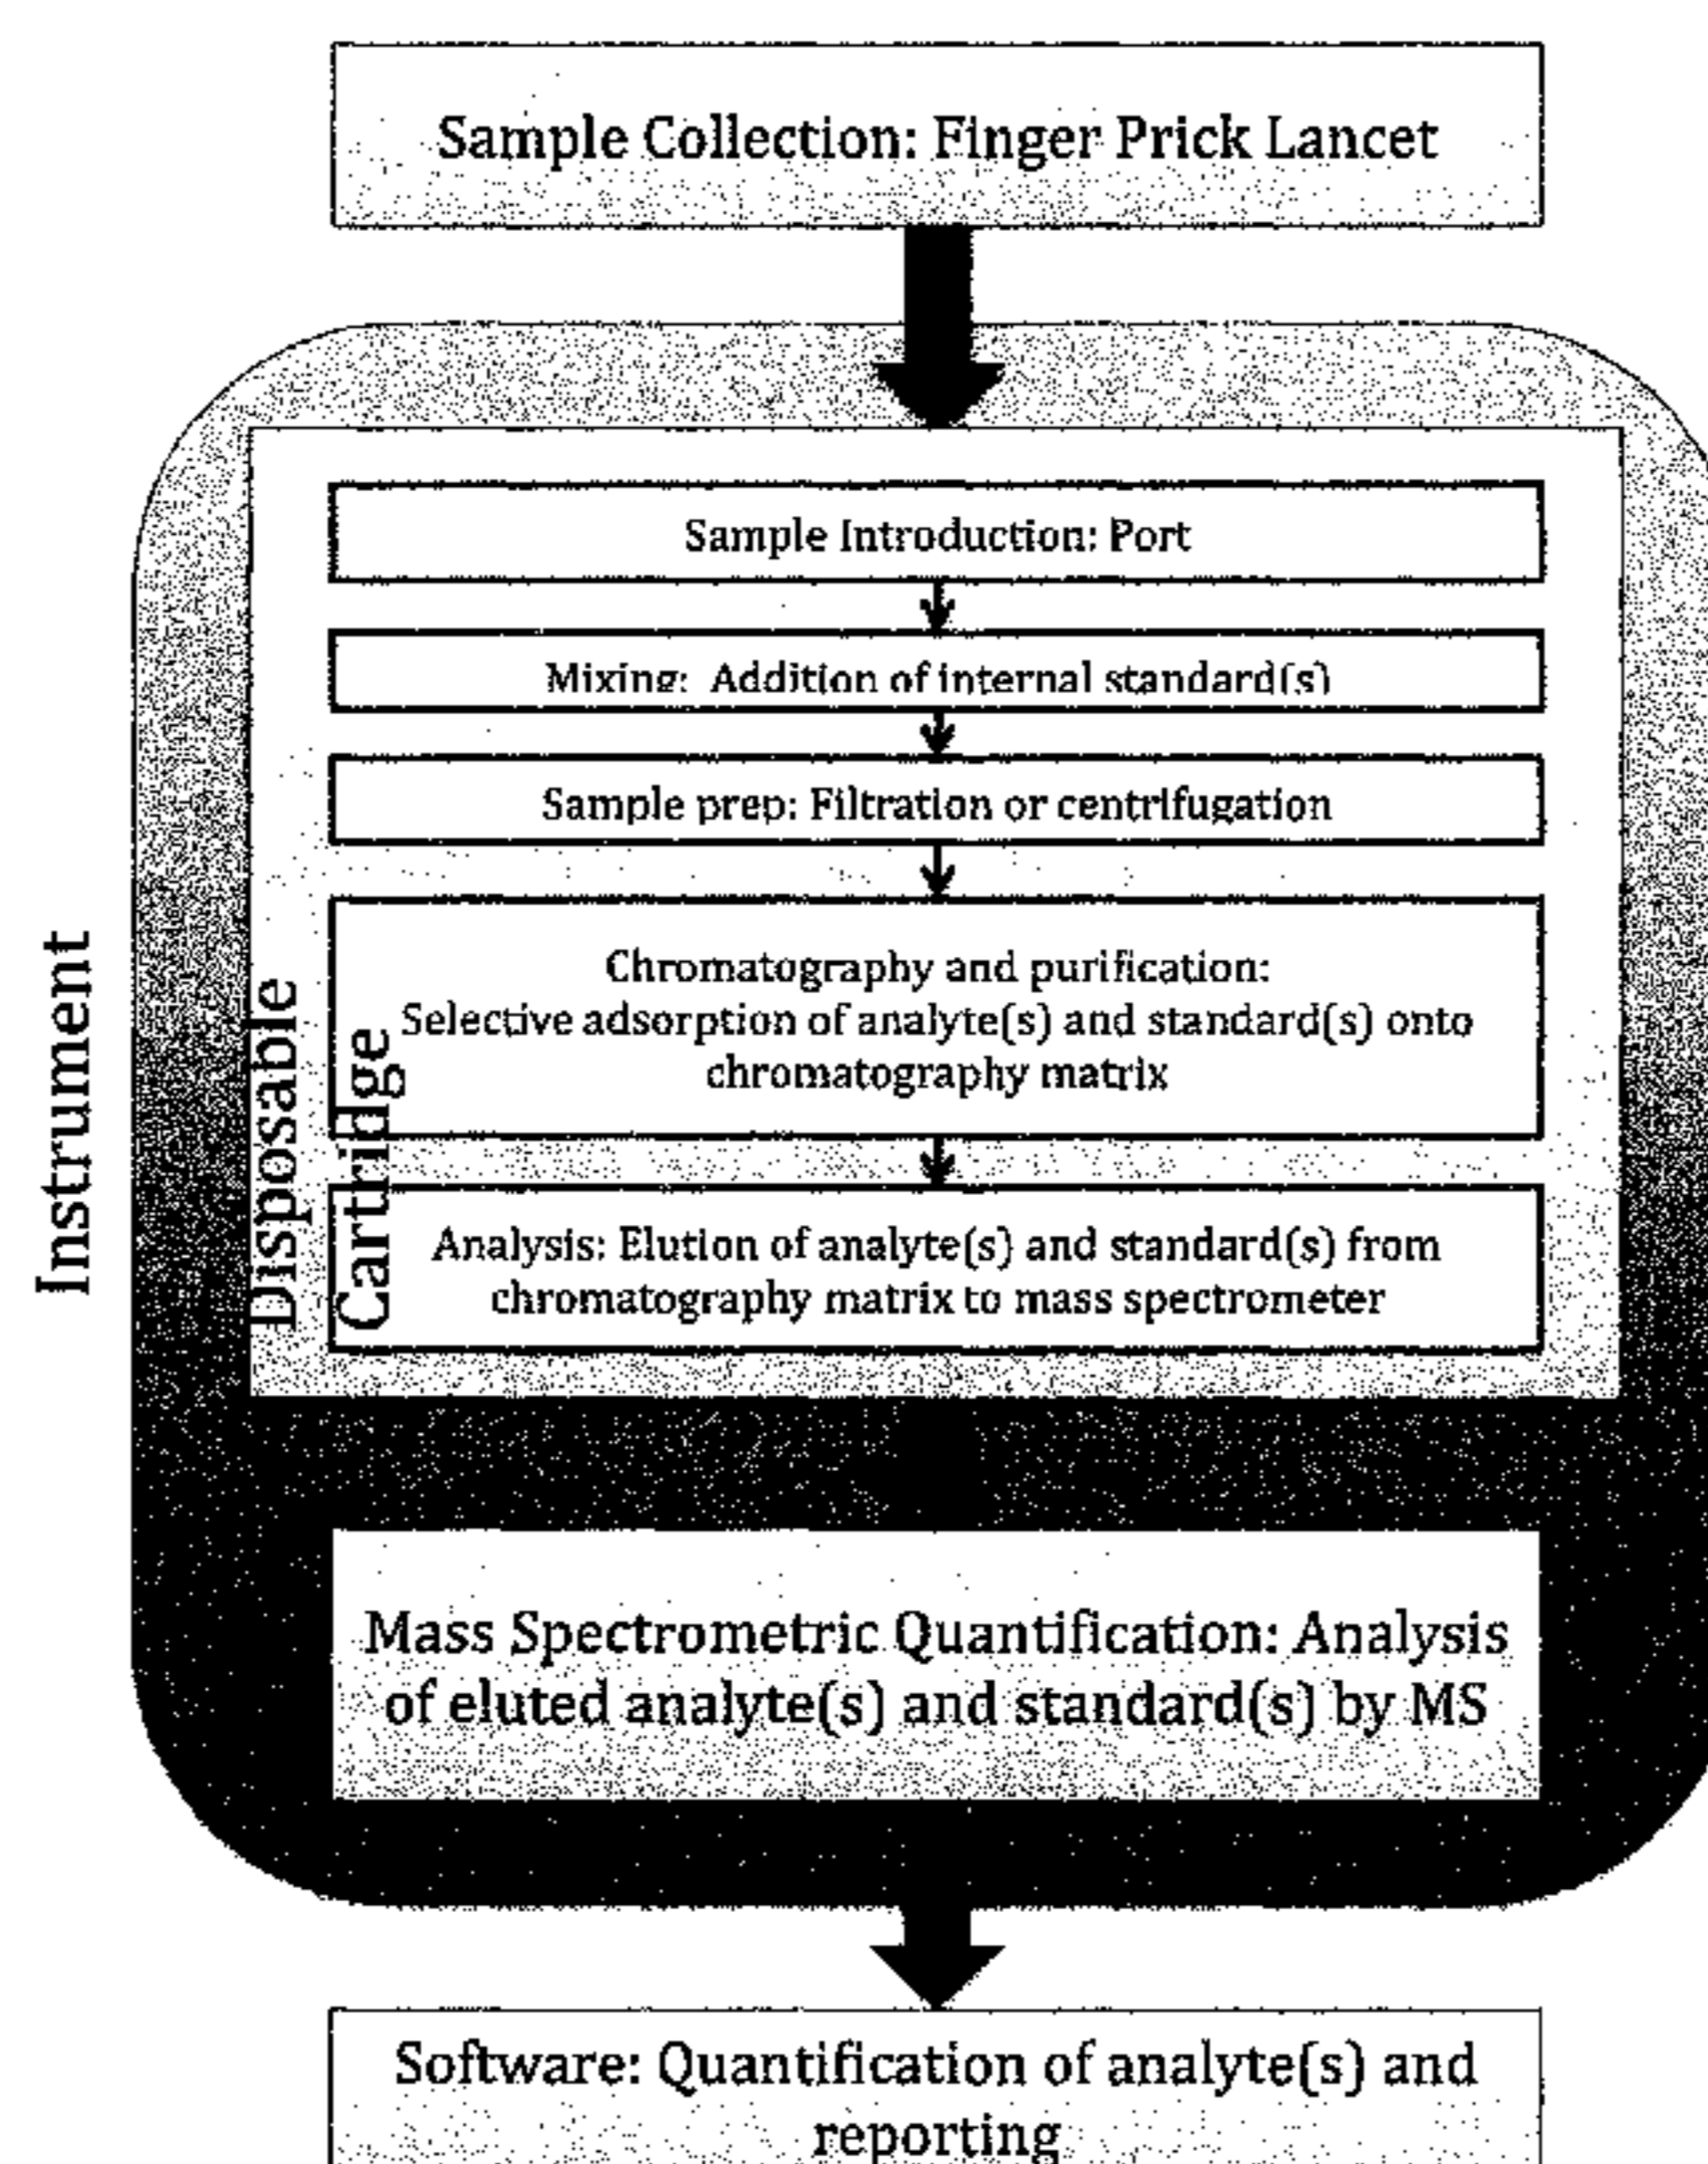 Sample Collection: Finger Prick Lancet
Sample Introduction: Port
Mixing: Addition of internal standard(s)
Sample prep: Filtration or centrifugation
Chromatography and purification:
Selective adsorption of analyte(s) and standard(s) onto
chromatography matrix
Analysis: Elution of analyte(s) and standard(s) from
chromatography matrix to mass spectrometer
Disposable
Cartridge
Instrument
Mass Spectrometric Quantification: Analysis
of eluted analyte(s) and standard(s) by MS
Software: Quantification of analyte(s) and
reporting